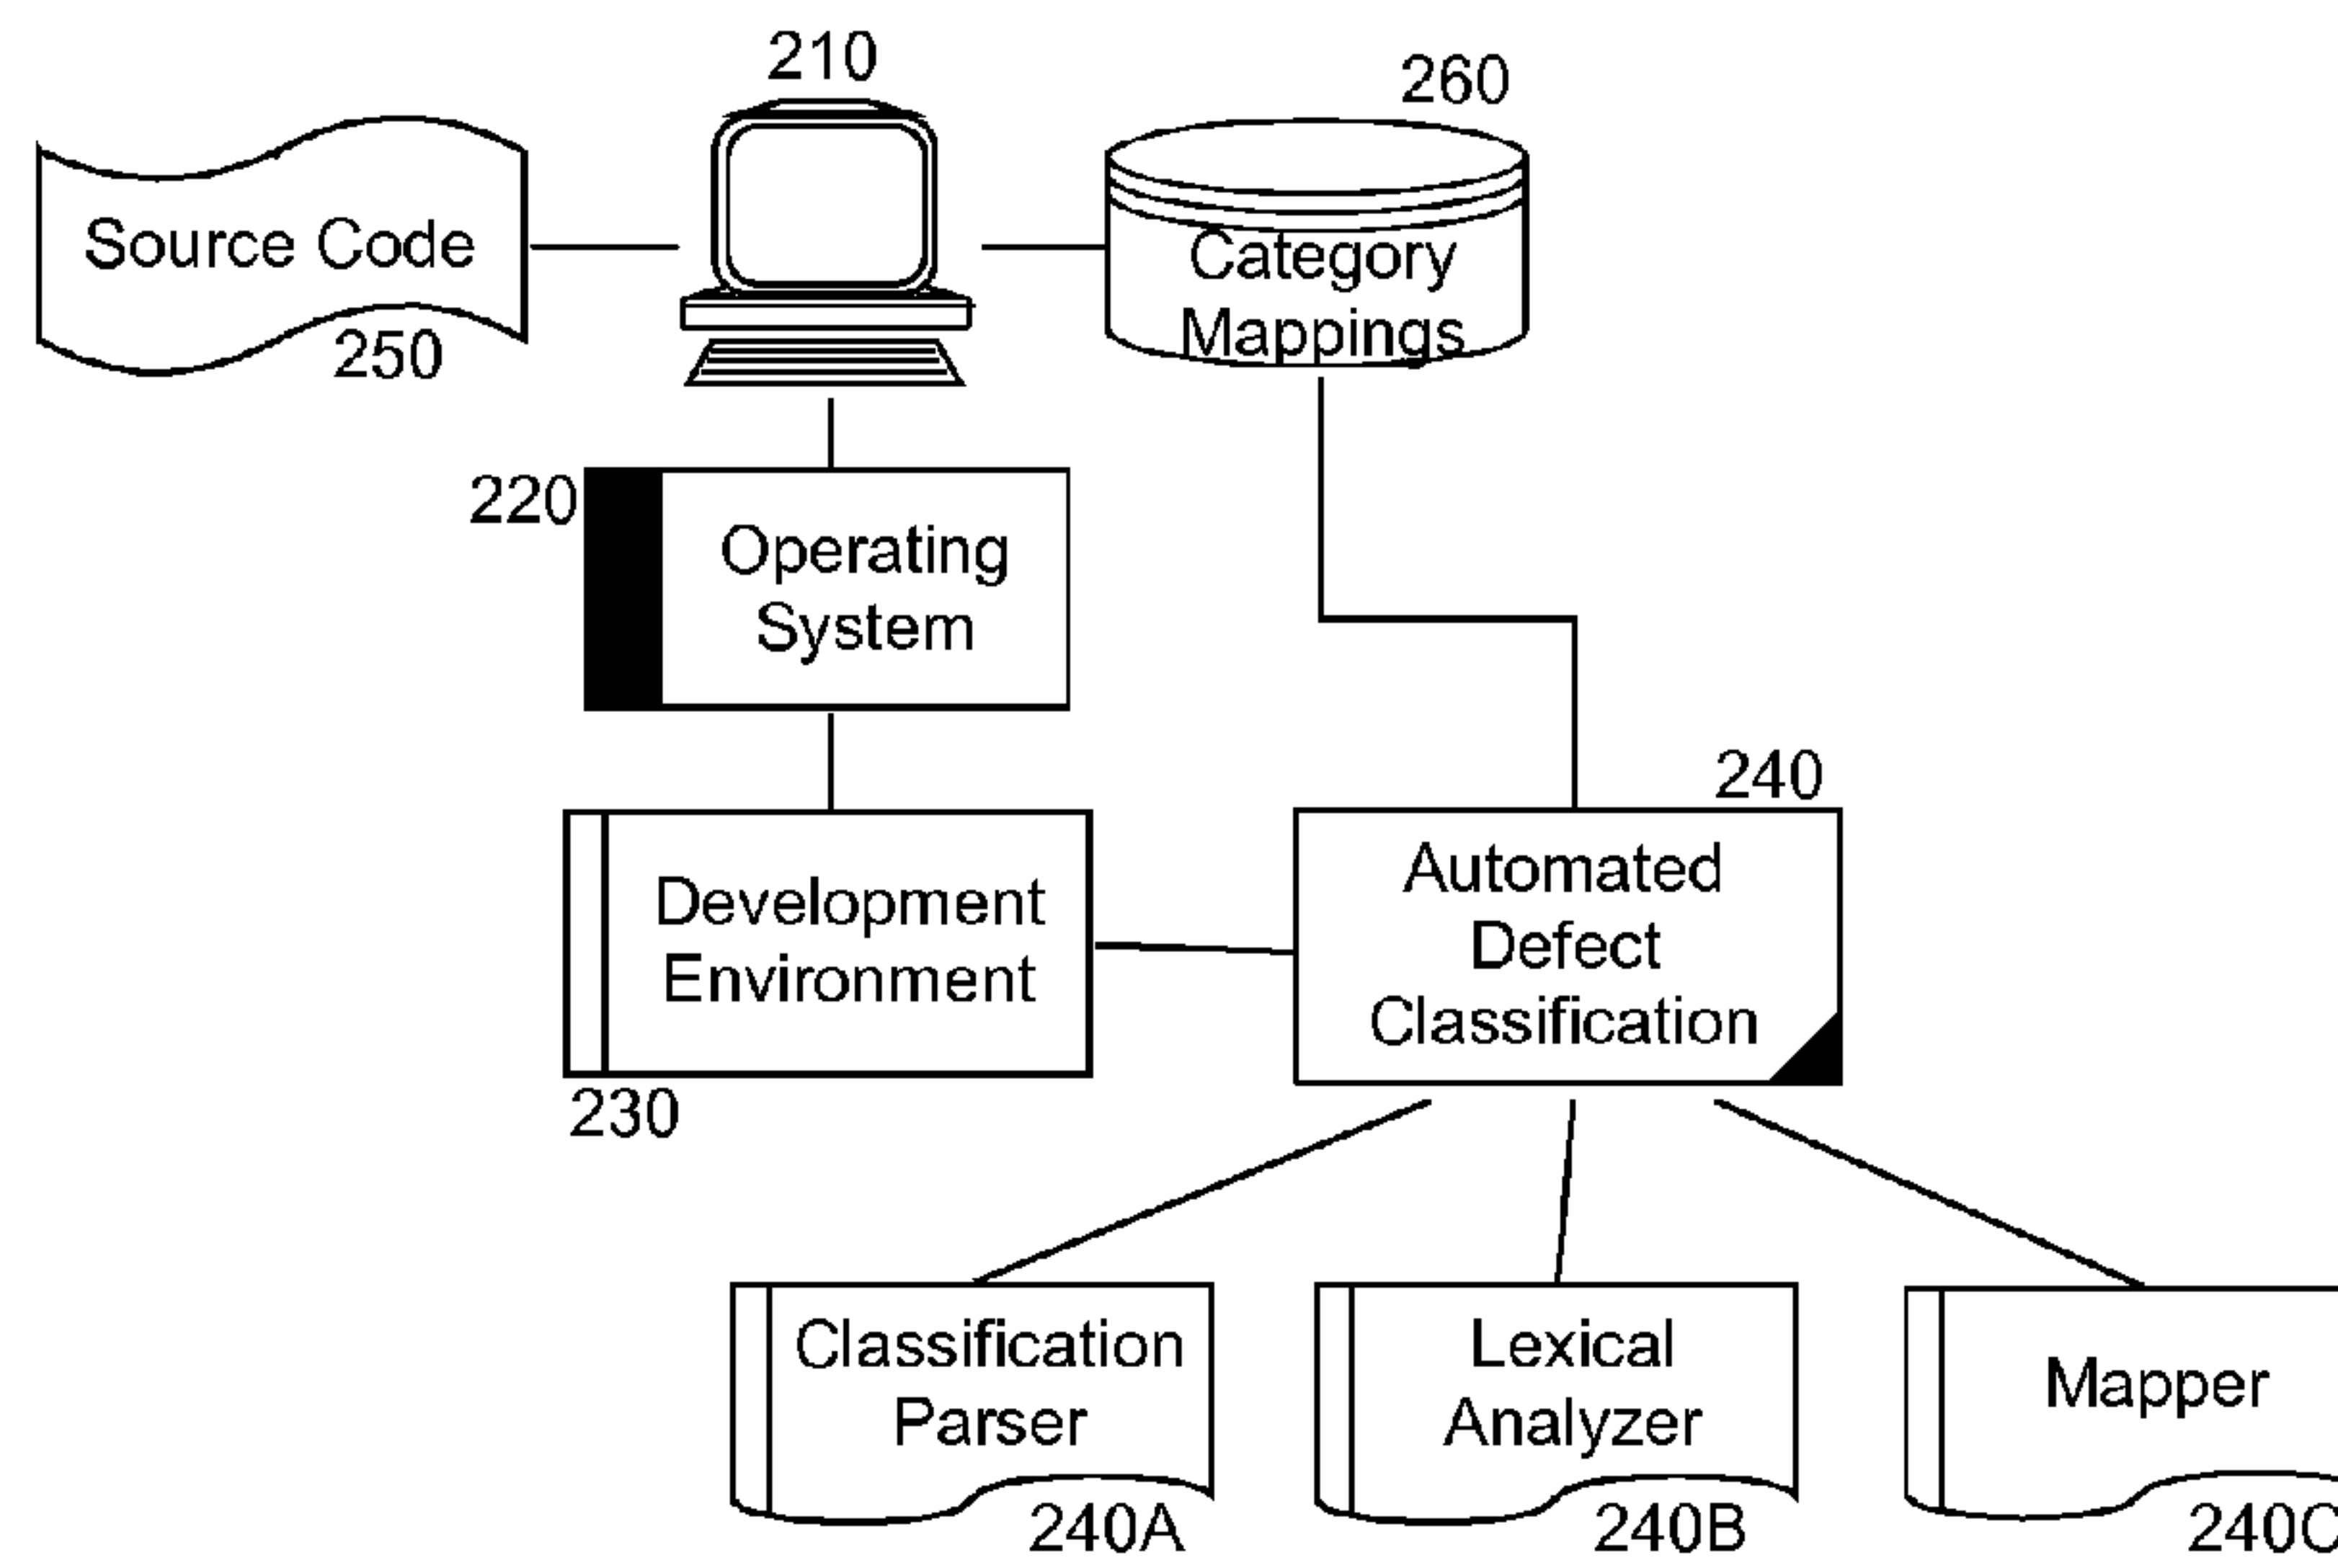 210
260
Source Code
250
Category
Mappings
220
Operating
System
240
Development
Environment
230
Automated
Defect
Classification
Classification
Parser
240A
Lexical
Analyzer
240B
Mapper
240C